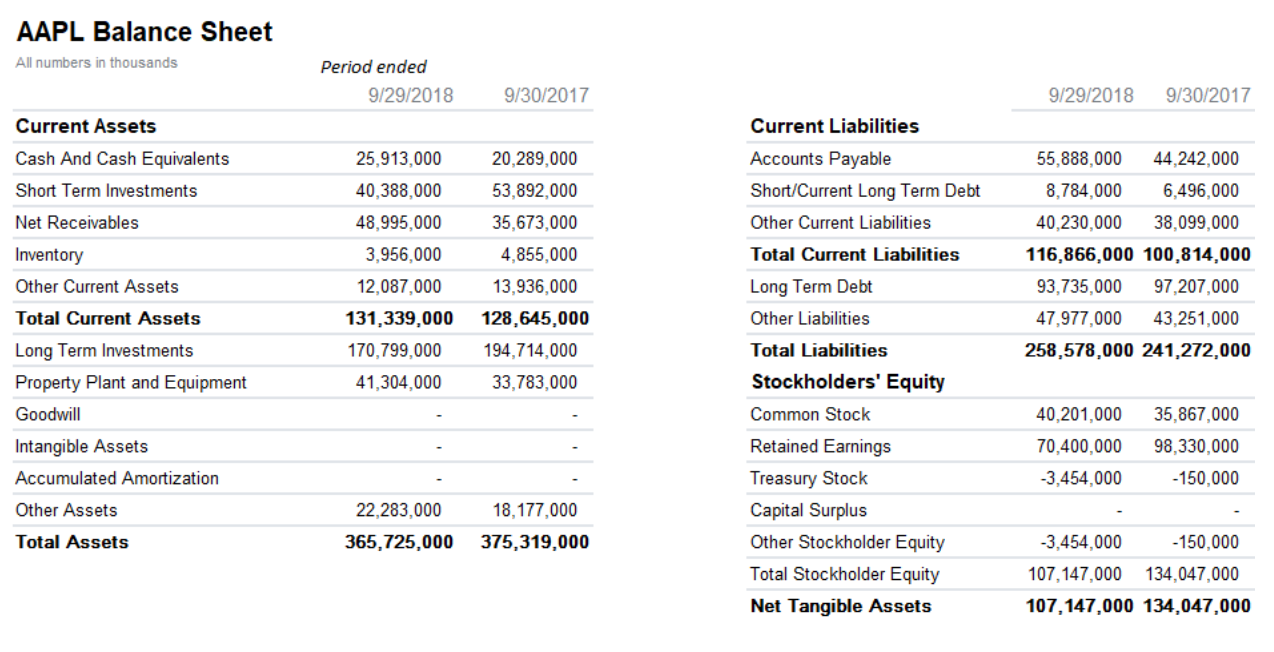 AAPL Balance Sheet
All numbers in thousands
Period ended
9/29/2018 9/30/2017
Current Assets
Cash And Cash Equivalents 25,913,000 20,289,000
Short Term Investments 40,388,000 53,892,000
Net Receivables 48,995,000 35,673,000
Inventory 3,956,000 4,855,000
Other Current Assets 12,087,000 13,936,000
Total Current Assets 131,339,000 128,645,000
Long Term Investments 170,799,000 194,714,000
Property Plant and Equipment 41,304,000 33,783,000
Goodwill - -
Intangible Assets - -
Accumulated Amortization - -
Other Assets 22,283,000 18,177,000
Total Assets 365,725,000 375,319,000
9/29/2018 9/30/2017
Current Liabilities
Accounts Payable 55,888,000 44,242,000
Short/Current Long Term Debt 8,784,000 6,496,000
Other Current Liabilities 40,230,000 38,099,000
Total Current Liabilities 116,866,000 100,814,000
Long Term Debt 93,735,000 97,207,000
Other Liabilities 47,977,000 43,251,000
Total Liabilities 258,578,000 241,272,000
Stockholders' Equity
Common Stock 40,201,000 35,867,000
Retained Earnings 70,400,000 98,330,000
Treasury Stock -3,454,000 -150,000
Capital Surplus - -
Other Stockholder Equity -3,454,000 -150,000
Total Stockholder Equity 107,147,000 134,047,000
Net Tangible Assets 107,147,000 134,047,000